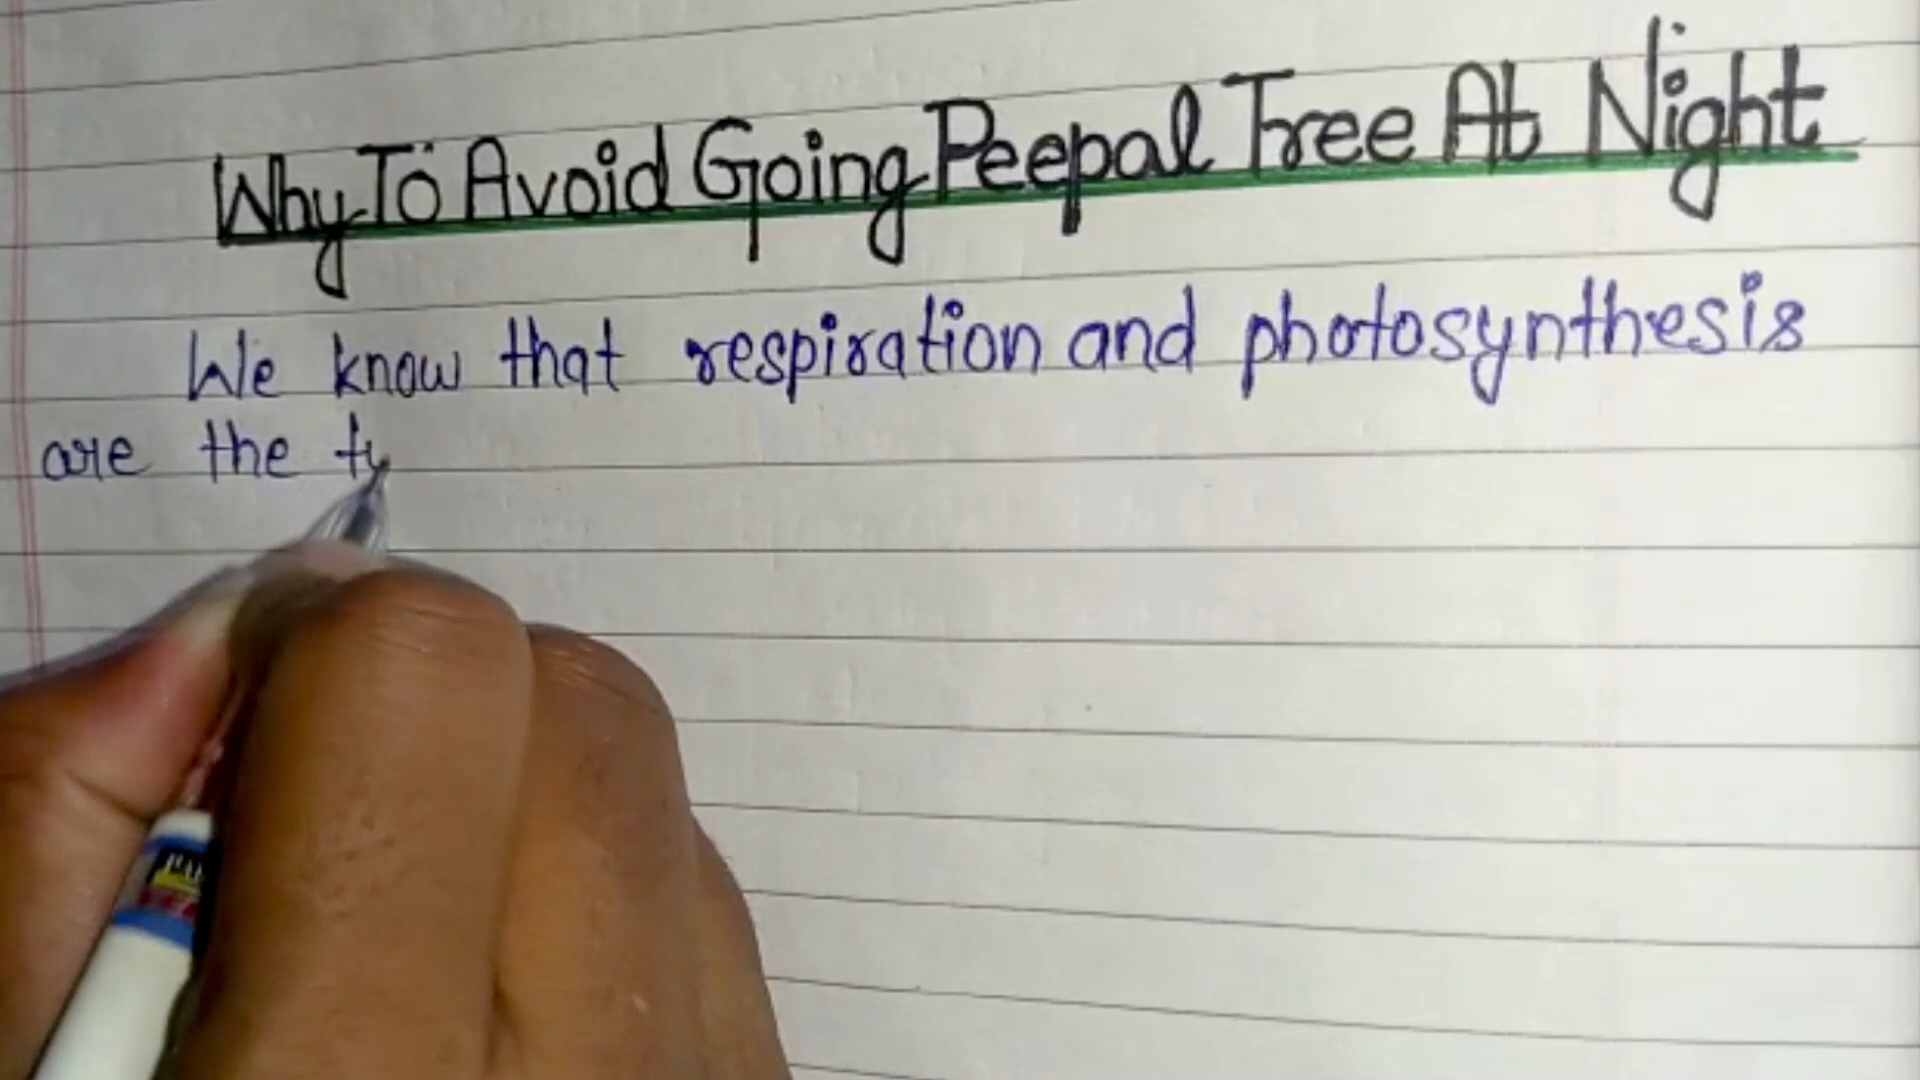 Why To Avoid Going Peepal Tree At Night
We know that respiration and photosynthesis
are the